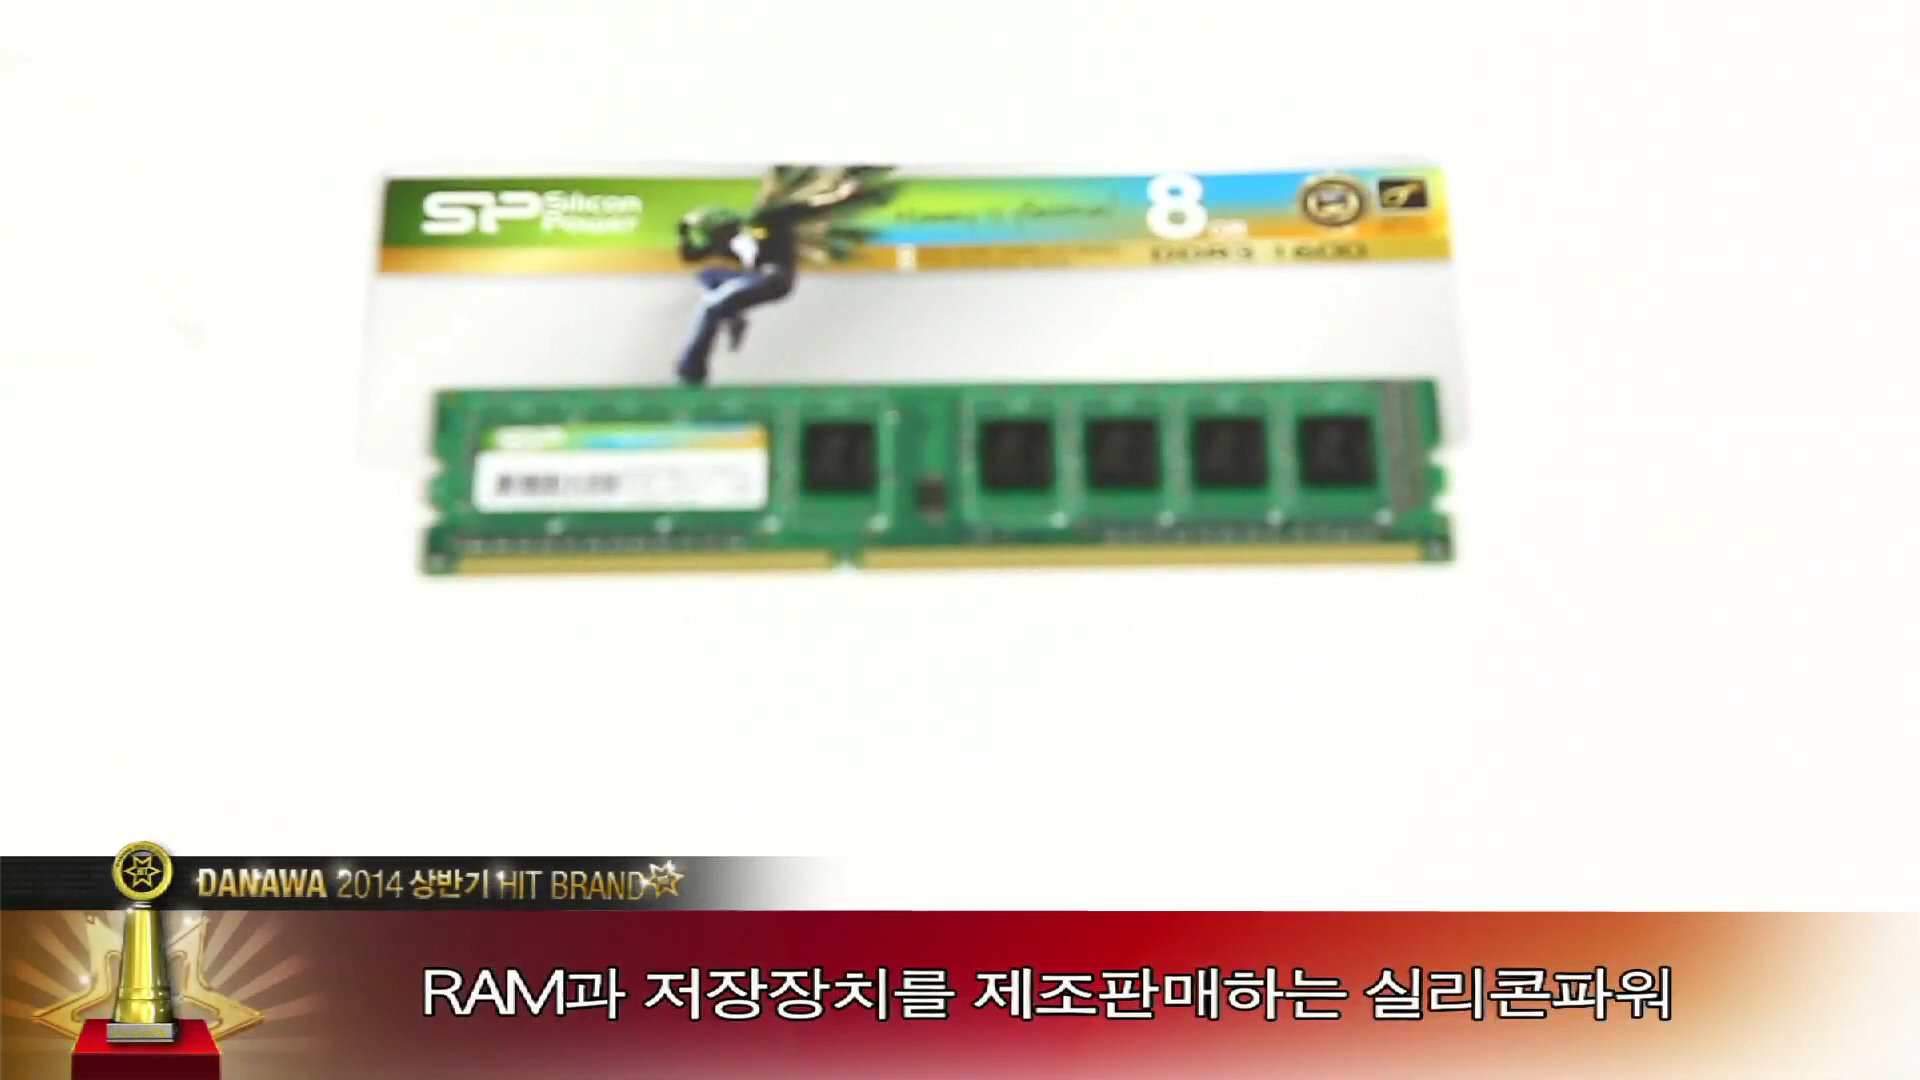 SP Silicon
Power
8
GB
DDR3 1600
DANAWA 2014 상반기 HIT BRAND
RAM과 저장장치를 제조판매하는 실리콘파워